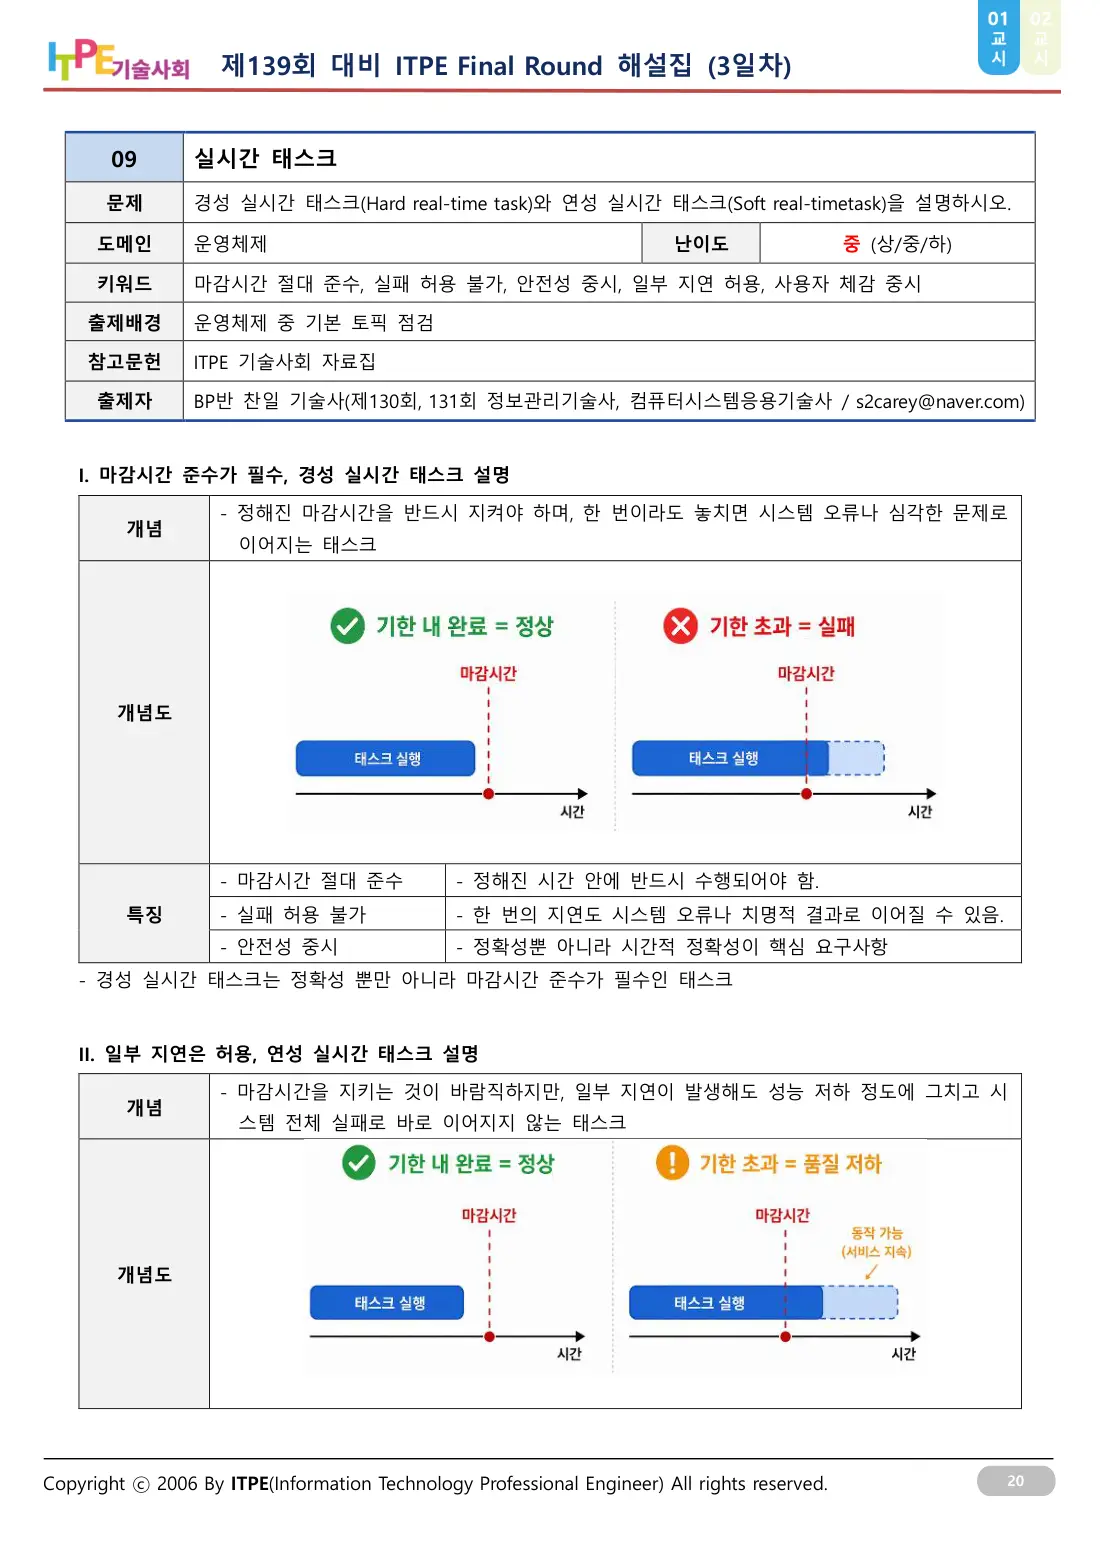 01 02
교 교
시 시
ITPE기술사회 제139회 대비 ITPE Final Round 해설집 (3일차)
09 실시간 태스크
문제 경성 실시간 태스크(Hard real-time task)와 연성 실시간 태스크(Soft real-timetask)을 설명하시오.
도메인 운영체제 난이도 중 (상/중/하)
키워드 마감시간 절대 준수, 실패 허용 불가, 안전성 중시, 일부 지연 허용, 사용자 체감 중시
출제배경 운영체제 중 기본 토픽 점검
참고문헌 ITPE 기술사회 자료집
출제자 BP반 찬일 기술사(제130회, 131회 정보관리기술사, 컴퓨터시스템응용기술사 / s2carey@naver.com)
I. 마감시간 준수가 필수, 경성 실시간 태스크 설명
개념 - 정해진 마감시간을 반드시 지켜야 하며, 한 번이라도 놓치면 시스템 오류나 심각한 문제로
이어지는 태스크
개념도
기한 내 완료 = 정상 기한 초과 = 실패
마감시간 마감시간
태스크 실행 태스크 실행
시간 시간
특징
- 마감시간 절대 준수 - 정해진 시간 안에 반드시 수행되어야 함.
- 실패 허용 불가 - 한 번의 지연도 시스템 오류나 치명적 결과로 이어질 수 있음.
- 안전성 중시 - 정확성뿐 아니라 시간적 정확성이 핵심 요구사항
- 경성 실시간 태스크는 정확성 뿐만 아니라 마감시간 준수가 필수인 태스크
II. 일부 지연은 허용, 연성 실시간 태스크 설명
개념 - 마감시간을 지키는 것이 바람직하지만, 일부 지연이 발생해도 성능 저하 정도에 그치고 시
스템 전체 실패로 바로 이어지지 않는 태스크
개념도
기한 내 완료 = 정상 기한 초과 = 품질 저하
마감시간 마감시간
동작 가능
(서비스 지속)
태스크 실행 태스크 실행
시간 시간
Copyright ⓒ 2006 By ITPE(Information Technology Professional Engineer) All rights reserved. 20